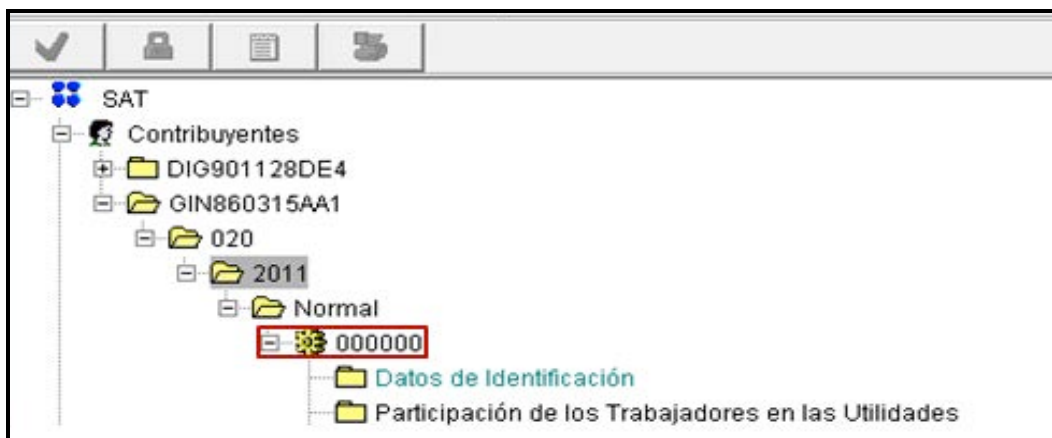 SAT
Contribuyentes
DIG901128DE4
GIN860315AA1
020
2011
Normal
000000
Datos de Identificación
Participación de los Trabajadores en las Utilidades